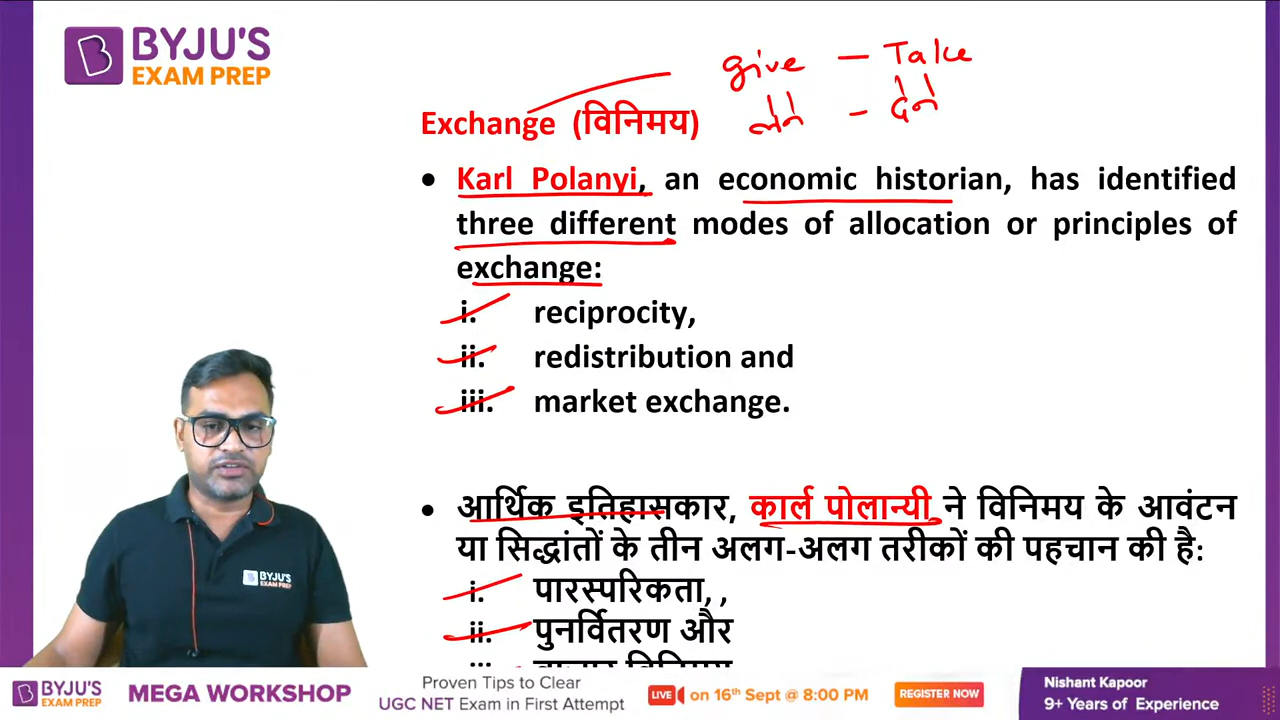 BYJU'S
EXAM PREP
give – Take
Exchange (विनिमय)
• Karl Polanyi, an economic historian, has identified
three different modes of allocation or principles of
exchange:
i. reciprocity,
ii. redistribution and
iii. market exchange.
• आर्थिक इतिहासकार, कार्ल पोलान्यी ने विनिमय के आवंटन
या सिद्धांतों के तीन अलग-अलग तरीकों की पहचान की है:
i. पारस्परिकता, ,
ii. पुनर्वितरण और
BYJU'S
EXAM PREP
BYJU'S
EXAM PREP
MEGA WORKSHOP
Proven Tips to Clear
UGC NET Exam in First Attempt
LIVE on 16th Sept @ 8:00 PM
REGISTER NOW
Nishant Kapoor
9+ Years of Experience